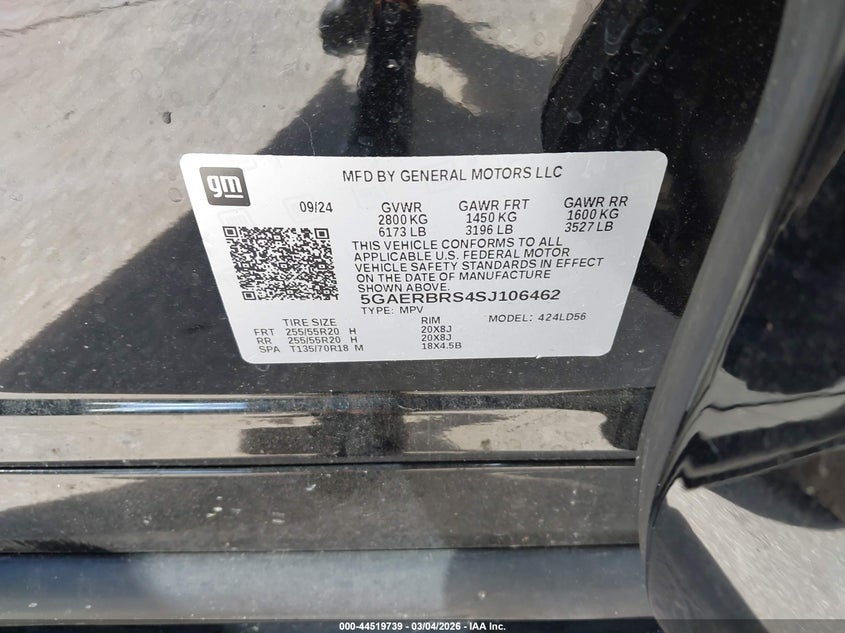 gm
MFD BY GENERAL MOTORS LLC
09/24
GVWR GAWR FRT GAWR RR
2800 KG 1450 KG 1600 KG
6173 LB 3196 LB 3527 LB
THIS VEHICLE CONFORMS TO ALL
APPLICABLE U.S. FEDERAL MOTOR
VEHICLE SAFETY STANDARDS IN EFFECT
ON THE DATE OF MANUFACTURE
SHOWN ABOVE.
5GAERBRS4SJ106462
TYPE: MPV MODEL: 424LD56
TIRE SIZE RIM
FRT 255/55R20 H 20X8J
RR 255/55R20 H 20X8J
SPA T135/70R18 M 18X4.5B
000-44519739 - 03/04/2026 - IAA Inc.